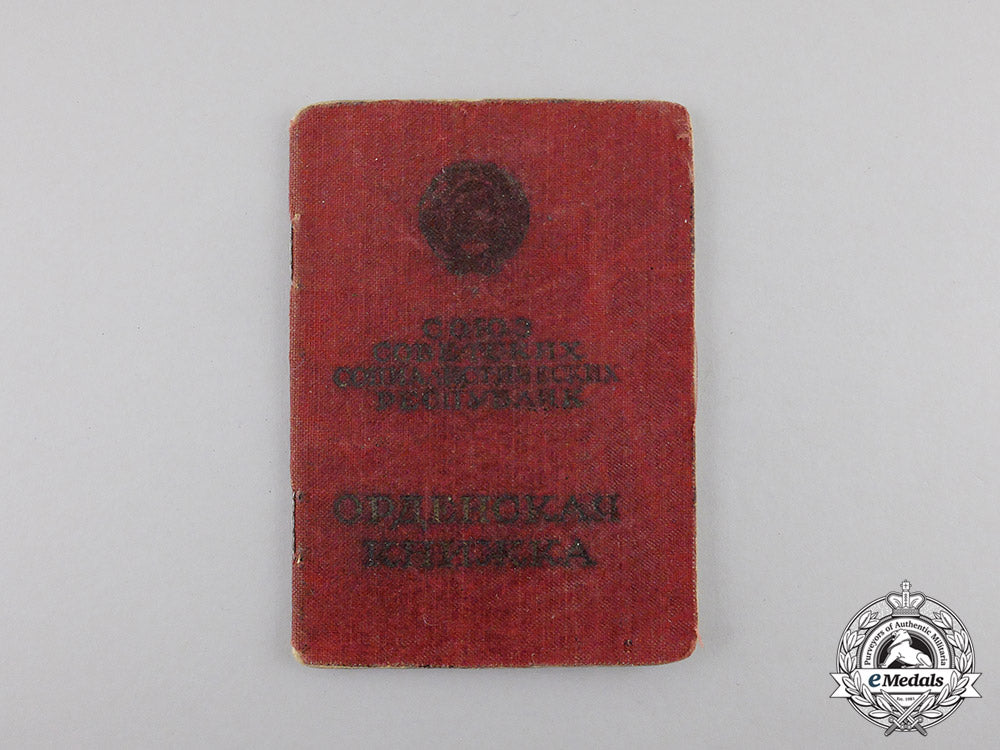 СОЮЗ
СОВЕТСКИХ
СОЦИАЛИСТИЧЕСКИХ
РЕСПУБЛИК
ОРДЕНСКАЯ
КНИЖКА
Purveyors of Authentic Militaria
eMedals